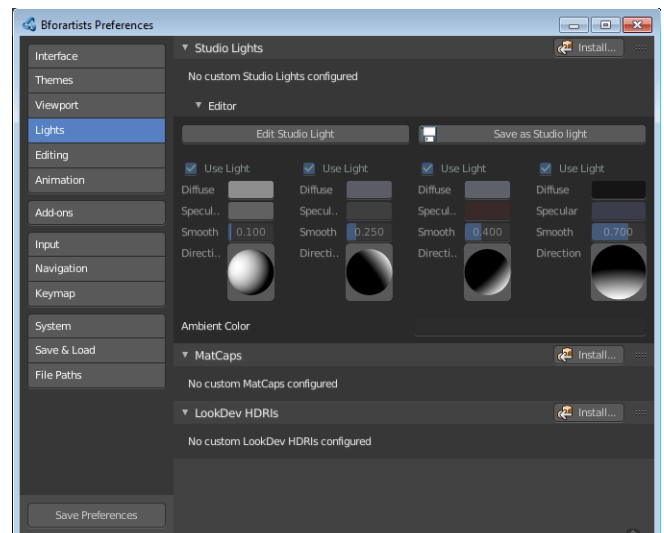 Bforartists Preferences
Interface
Themes
Viewport
Lights
Editing
Animation
Add-ons
Input
Navigation
Keymap
System
Save & Load
File Paths
Save Preferences
Studio Lights
Install...
No custom Studio Lights configured
Editor
Edit Studio Light
Save as Studio light
Use Light
Use Light
Use Light
Use Light
Diffuse
Diffuse
Diffuse
Diffuse
Specul..
Specul..
Specul..
Specular
Smooth 0.100
Smooth 0.250
Smooth 0.400
Smooth 0.700
Directi..
Directi..
Directi..
Direction
Ambient Color
MatCaps
Install...
No custom MatCaps configured
LookDev HDRIs
Install...
No custom LookDev HDRIs configured